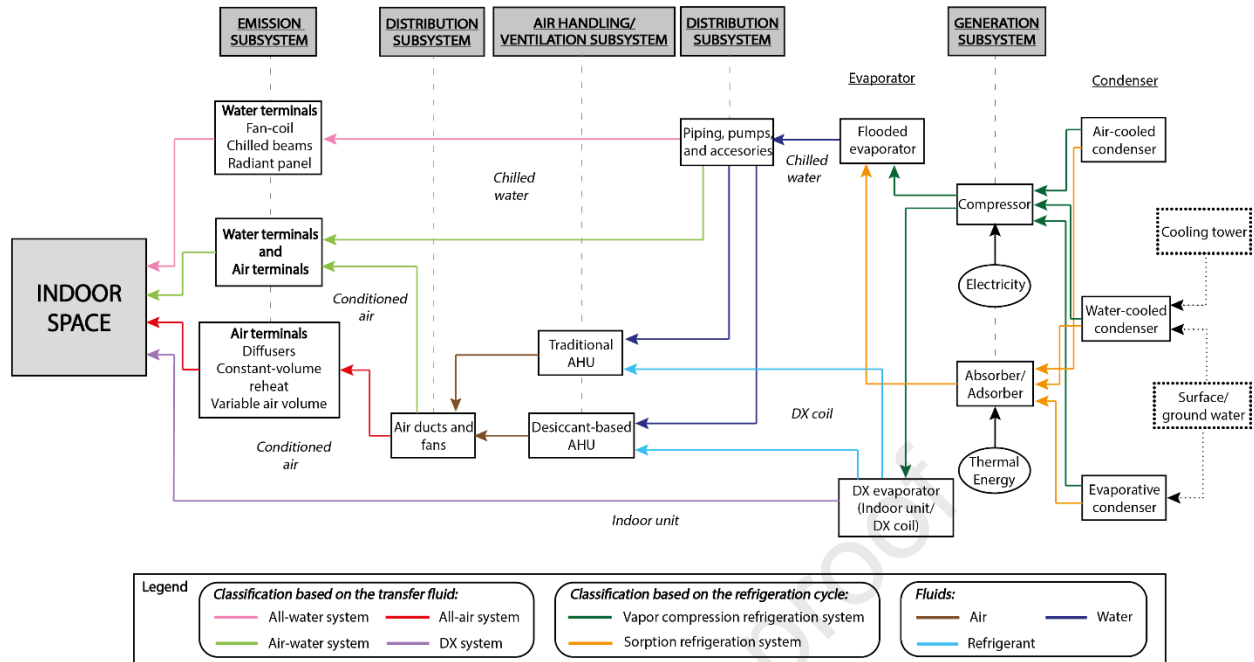 EMISSION
SUBSYSTEM
DISTRIBUTION
SUBSYSTEM
AIR HANDLING/
VENTILATION SUBSYSTEM
DISTRIBUTION
SUBSYSTEM
GENERATION
SUBSYSTEM
Evaporator
Condenser
Water terminals
Fan-coil
Chilled beams
Radiant panel
Piping, pumps,
and accesories
Flooded
evaporator
Air-cooled
condenser
Chilled
water
Chilled
water
Compressor
Water terminals
and
Air terminals
Cooling tower
INDOOR
SPACE
Electricity
Conditioned
air
Water-cooled
condenser
Air terminals
Diffusers
Constant-volume
reheat
Variable air volume
Traditional
AHU
Absorber/
Adsorber
Surface/
ground water
Air ducts and
fans
Desiccant-based
AHU
DX coil
Conditioned
air
Thermal
Energy
DX evaporator
(Indoor unit/
DX coil)
Evaporative
condenser
Indoor unit
proof
Legend
Classification based on the transfer fluid:
All-water system
All-air system
Air-water system
DX system
Classification based on the refrigeration cycle:
Vapor compression refrigeration system
Sorption refrigeration system
Fluids:
Air
Water
Refrigerant